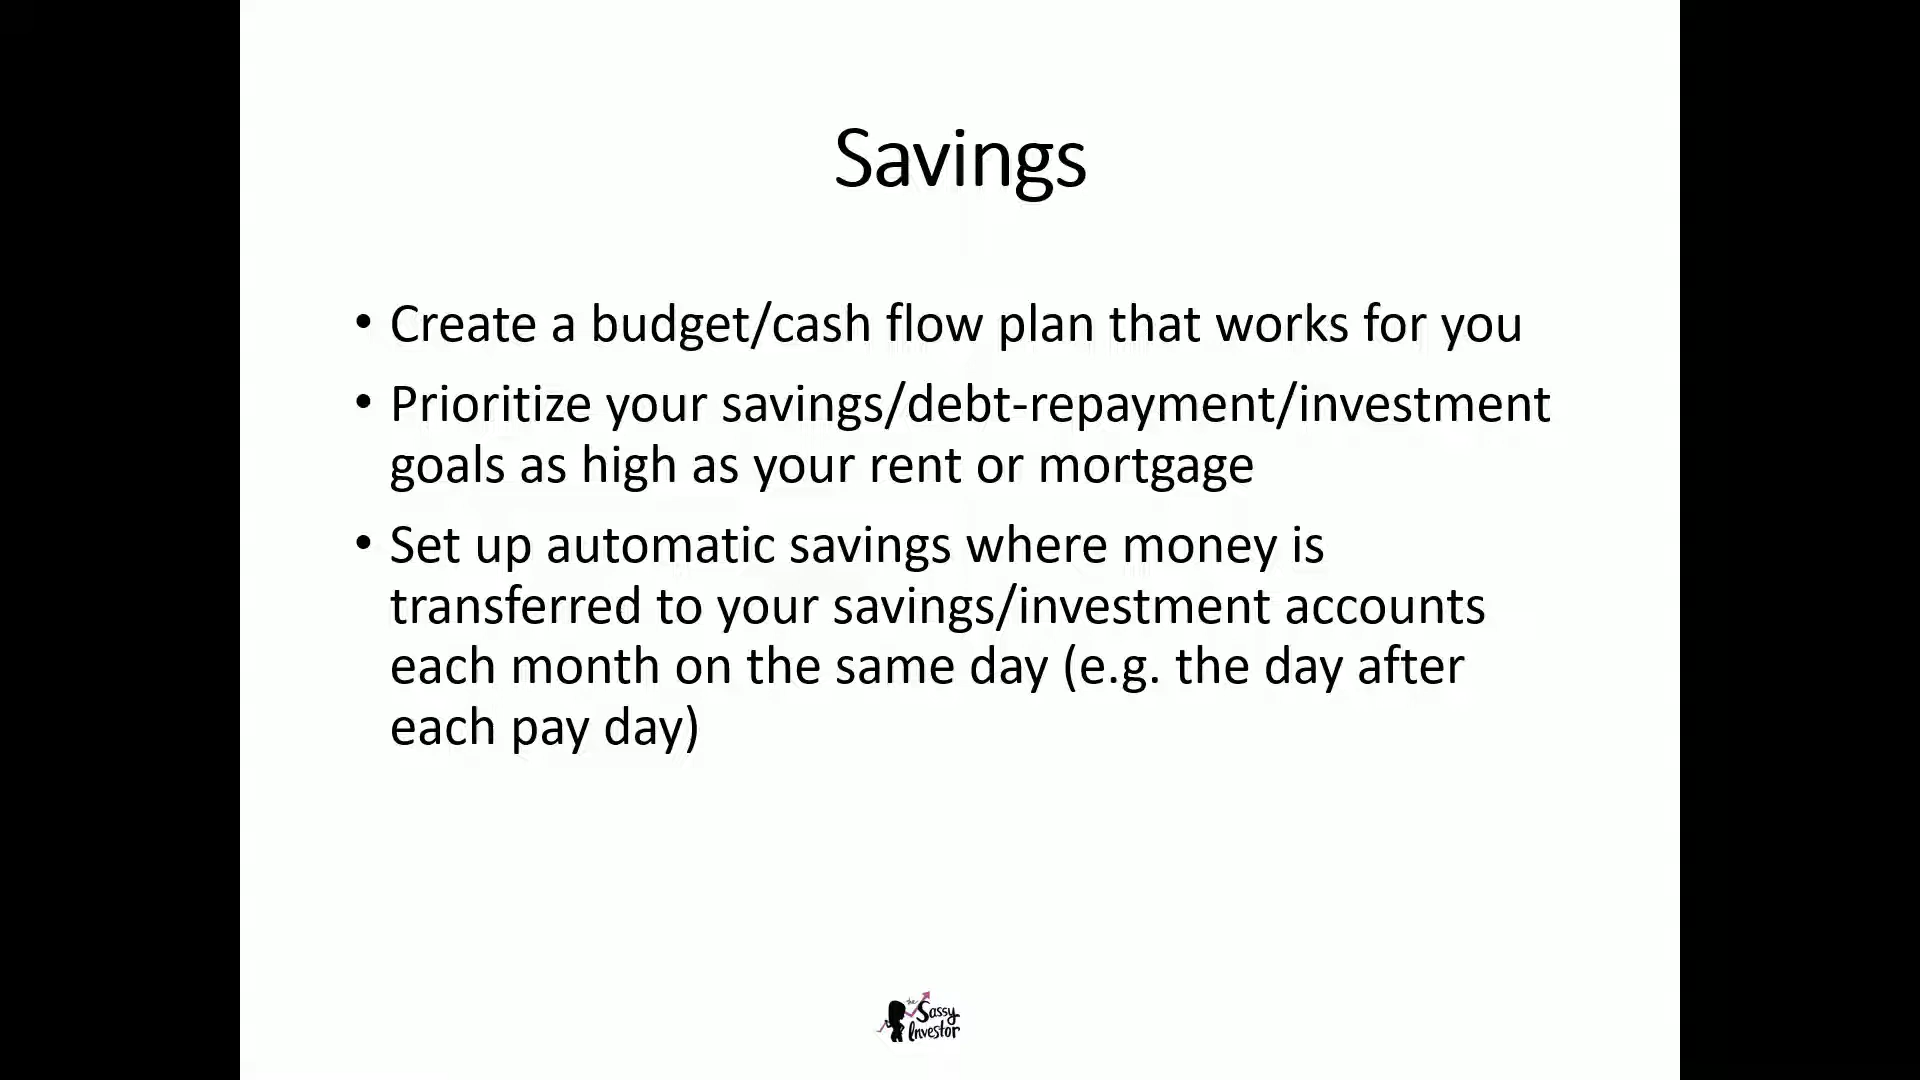 Savings
• Create a budget/cash flow plan that works for you
• Prioritize your savings/debt-repayment/investment
goals as high as your rent or mortgage
• Set up automatic savings where money is
transferred to your savings/investment accounts
each month on the same day (e.g. the day after
each pay day)
the
Sassy
Investor